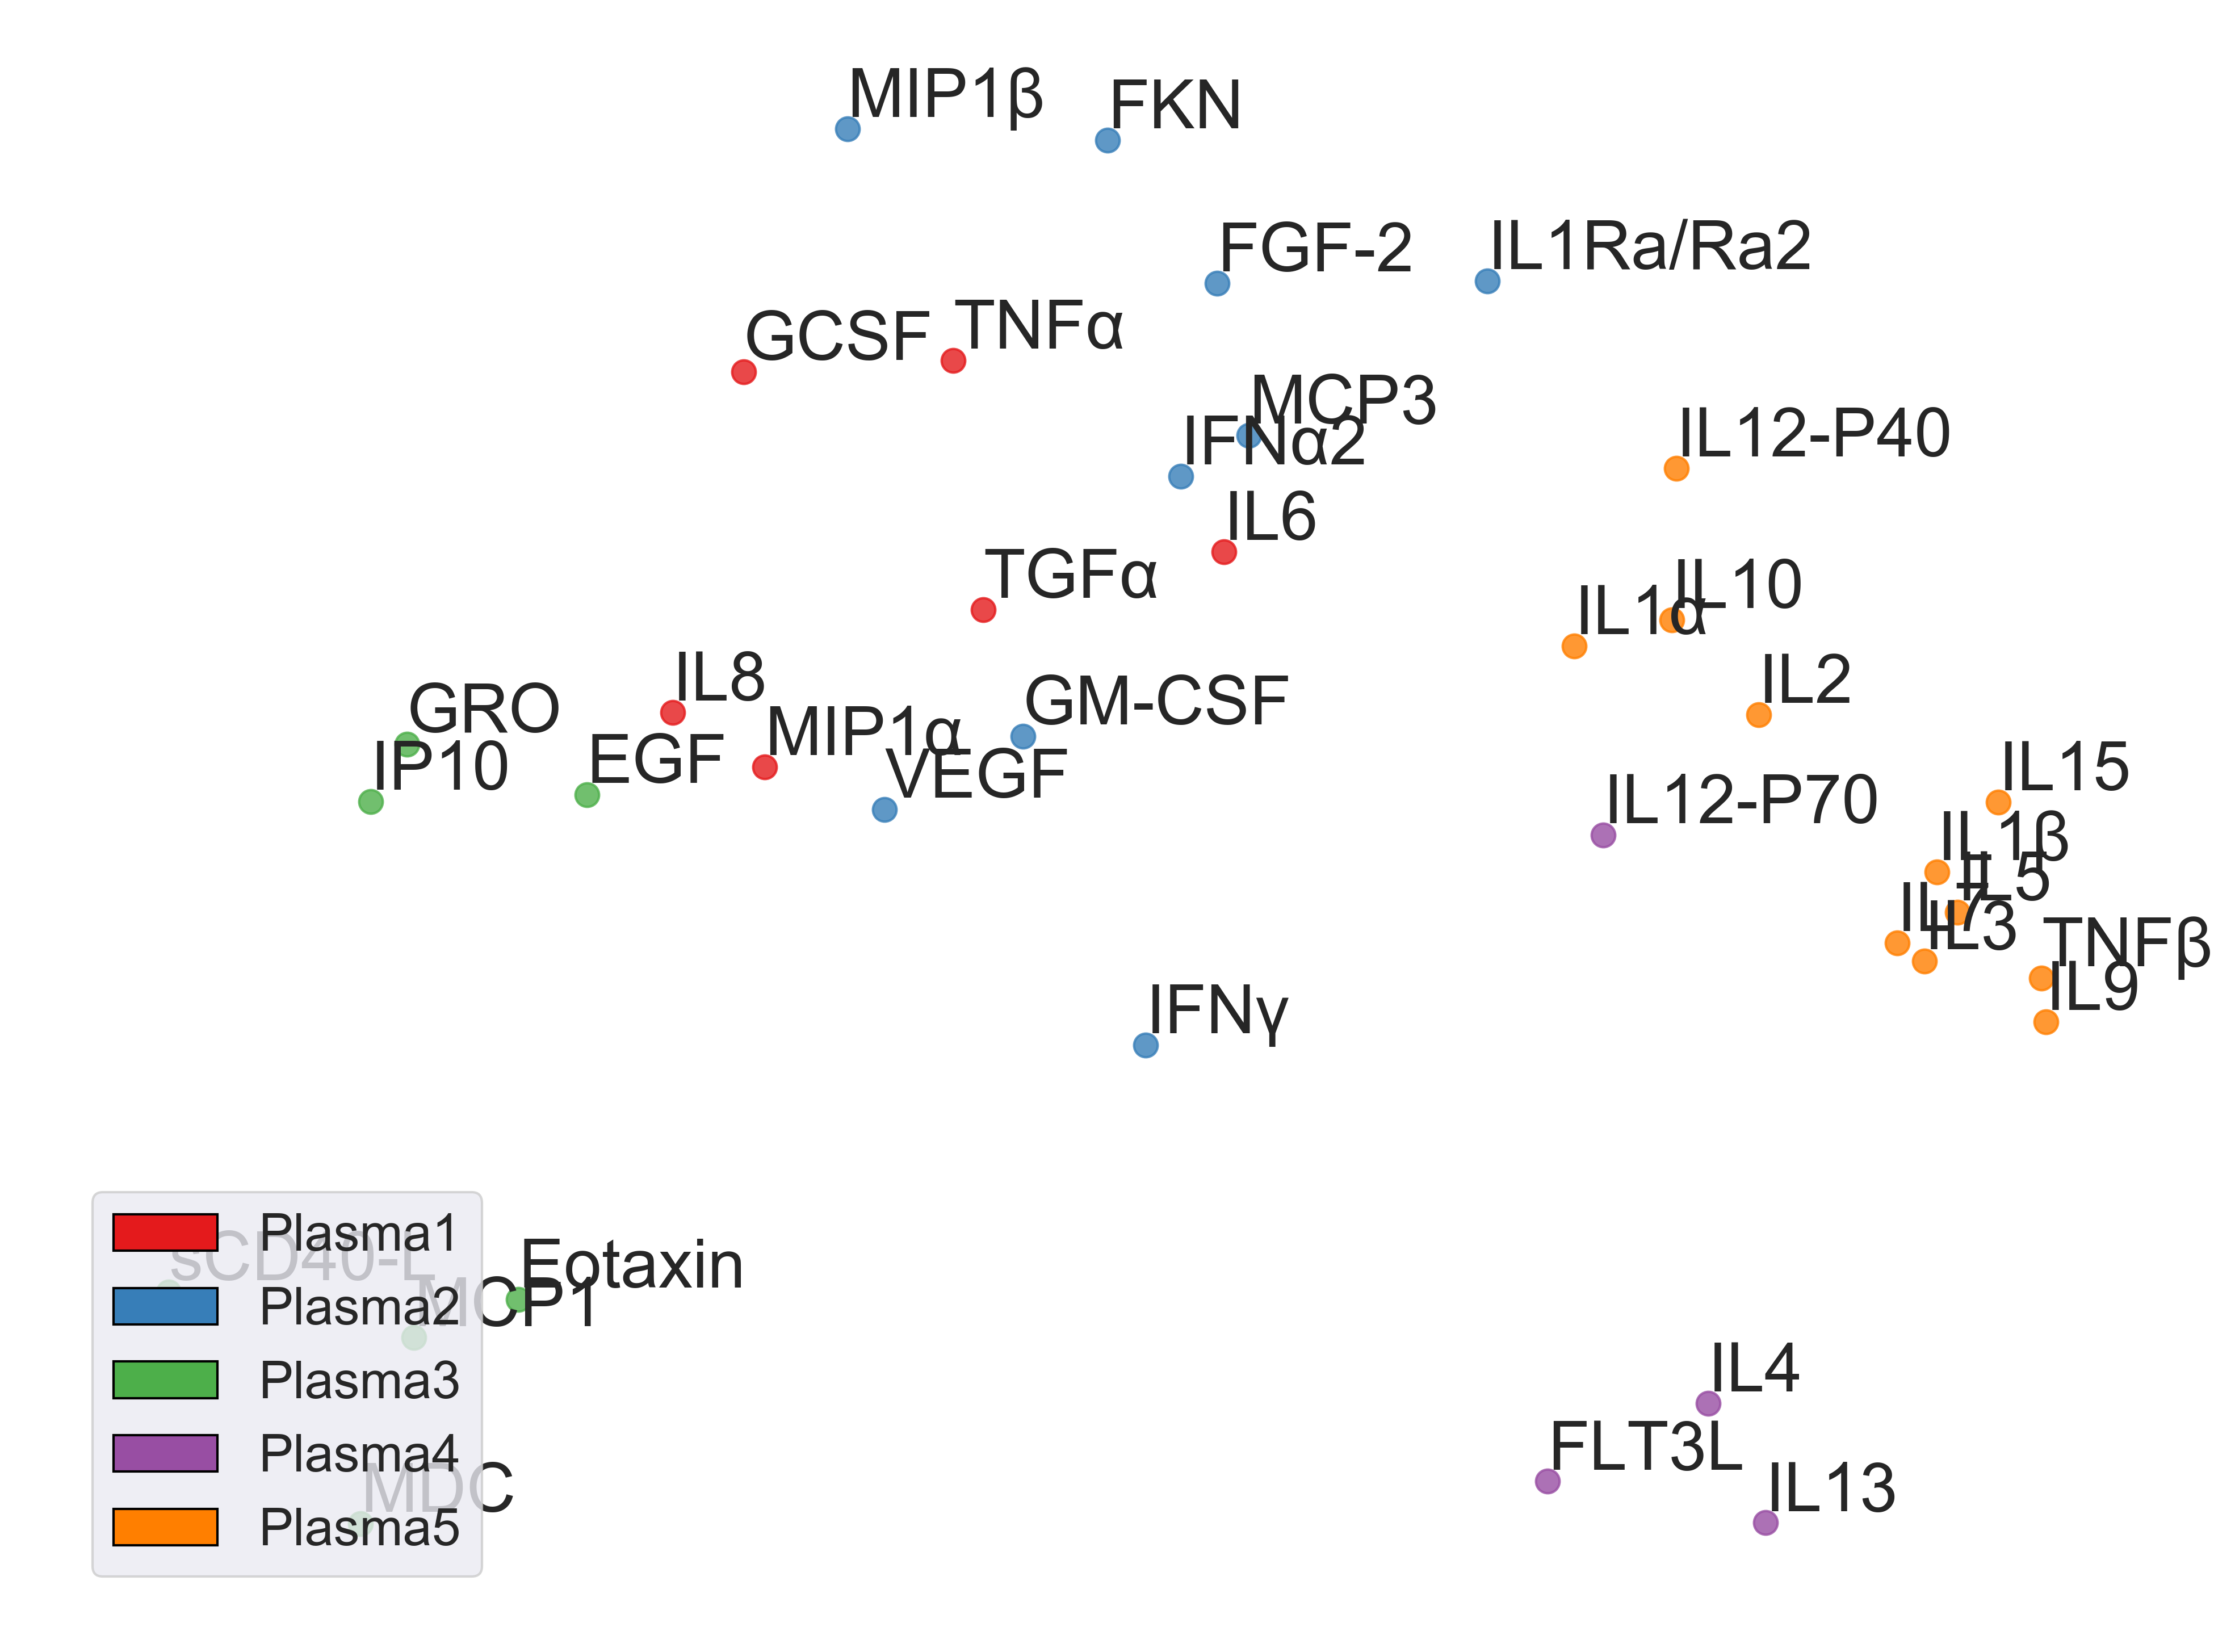 MIP1β
FKN
FGF-2
IL1Ra/Ra2
GCSF
TNFα
MCP3
IFNα2
IL12-P40
IL6
TGFα
IL10
IL1α
IL8
IL2
GRO
GM-CSF
MIP1α
EGF
IP10
VEGF
IL15
IL12-P70
IL1β
IL5
IL7
IL3
TNFβ
IL9
IFNγ
sCD40-L
Eotaxin
MCP1
IL4
FLT3L
MDC
IL13
Plasma1
Plasma2
Plasma3
Plasma4
Plasma5